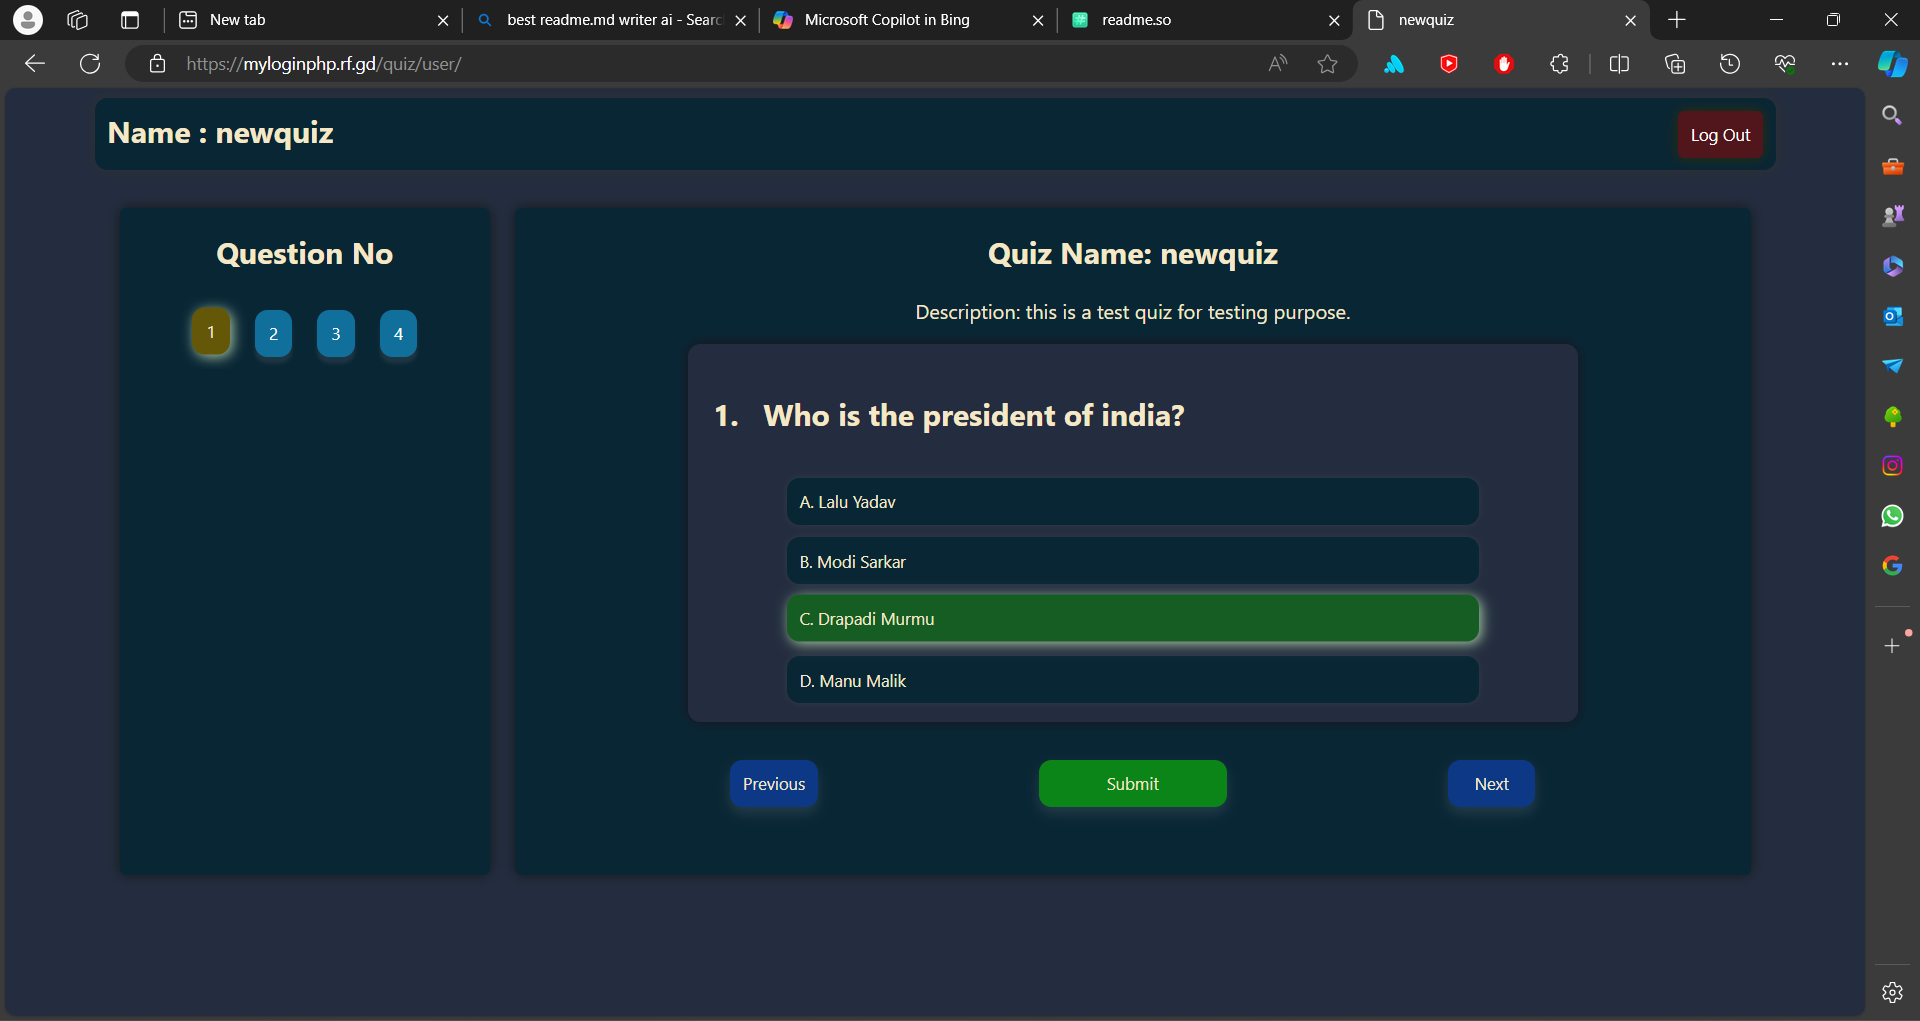 New tab
best readme.md writer ai - Searc
Microsoft Copilot in Bing
readme.so
newquiz
https://myloginphp.rf.gd/quiz/user/
Name : newquiz
Log Out
Question No
1 2 3 4
Quiz Name: newquiz
Description: this is a test quiz for testing purpose.
1. Who is the president of india?
A. Lalu Yadav
B. Modi Sarkar
C. Drapadi Murmu
D. Manu Malik
Previous
Submit
Next